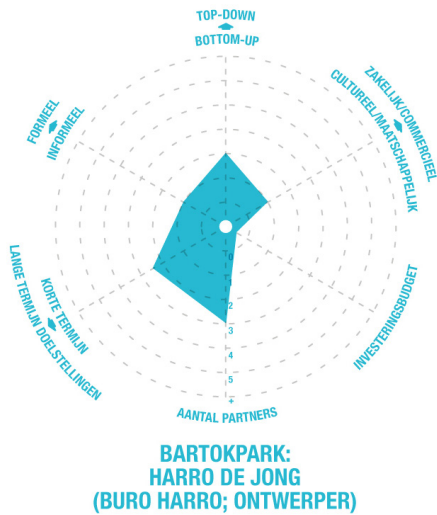 TOP-DOWN
BOTTOM-UP
ZAKELIJK/COMMERCIEEL
CULTUREEL/MAATSCHAPPELIJK
FORMEEL
INFORMEEL
KORTE TERMIJN
LANGE TERMIJN DOELSTELLINGEN
INVESTERINGSBUDGET
0
1
2
3
4
5
+
AANTAL PARTNERS
BARTOKPARK:
HARRO DE JONG
(BURO HARRO; ONTWERPER)